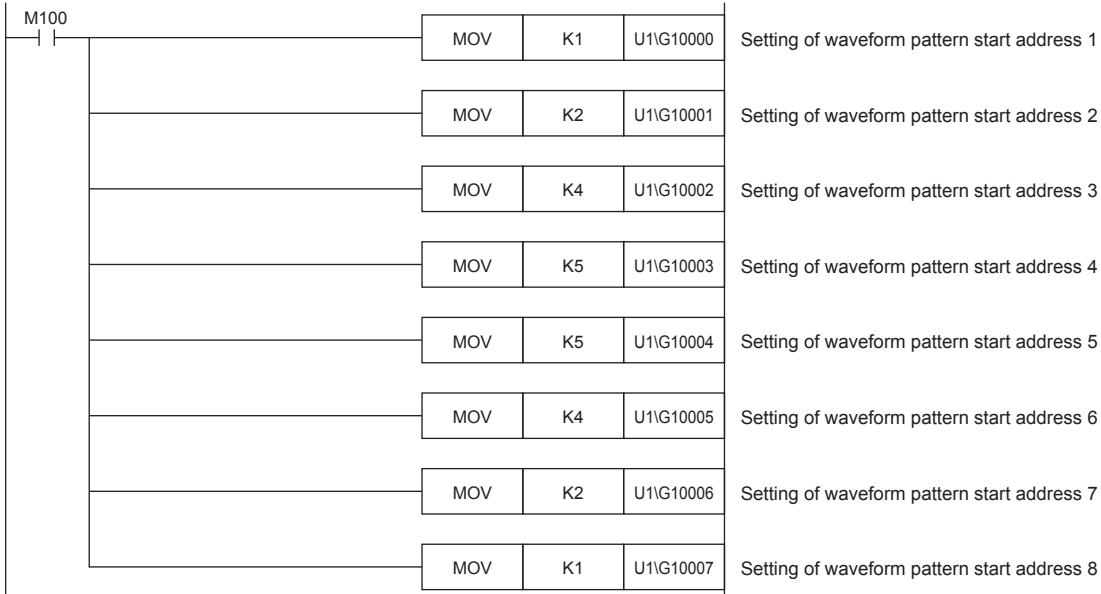 M100
MOV K1 U1\G10000 Setting of waveform pattern start address 1
MOV K2 U1\G10001 Setting of waveform pattern start address 2
MOV K4 U1\G10002 Setting of waveform pattern start address 3
MOV K5 U1\G10003 Setting of waveform pattern start address 4
MOV K5 U1\G10004 Setting of waveform pattern start address 5
MOV K4 U1\G10005 Setting of waveform pattern start address 6
MOV K2 U1\G10006 Setting of waveform pattern start address 7
MOV K1 U1\G10007 Setting of waveform pattern start address 8